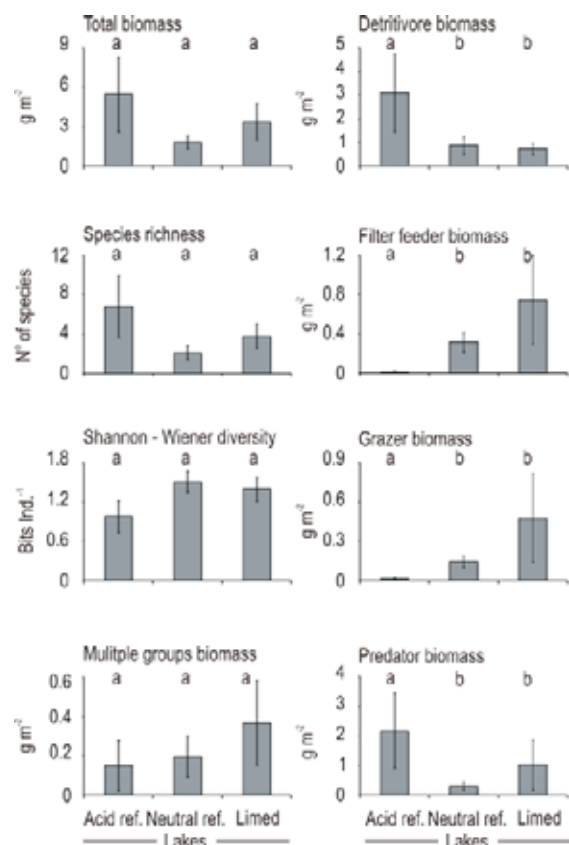 Total biomass
9
6
3
0
g m-2
a a a
Detritivore biomass
5
4
3
2
1
0
g m-2
a b b
Species richness
12
8
4
0
N° of species
a a a
Filter feeder biomass
1.2
0.8
0.4
0
g m-2
a b b
Shannon - Wiener diversity
1.8
1.2
0.6
0
Bits Ind.-1
a a a
Grazer biomass
0.9
0.6
0.3
0
g m-2
a b b
Mulitple groups biomass
0.6
0.4
0.2
0
g m-2
a a a
Acid ref. Neutral ref. Limed
Lakes
Predator biomass
4
3
2
1
0
g m-2
a b b
Acid ref. Neutral ref. Limed
Lakes